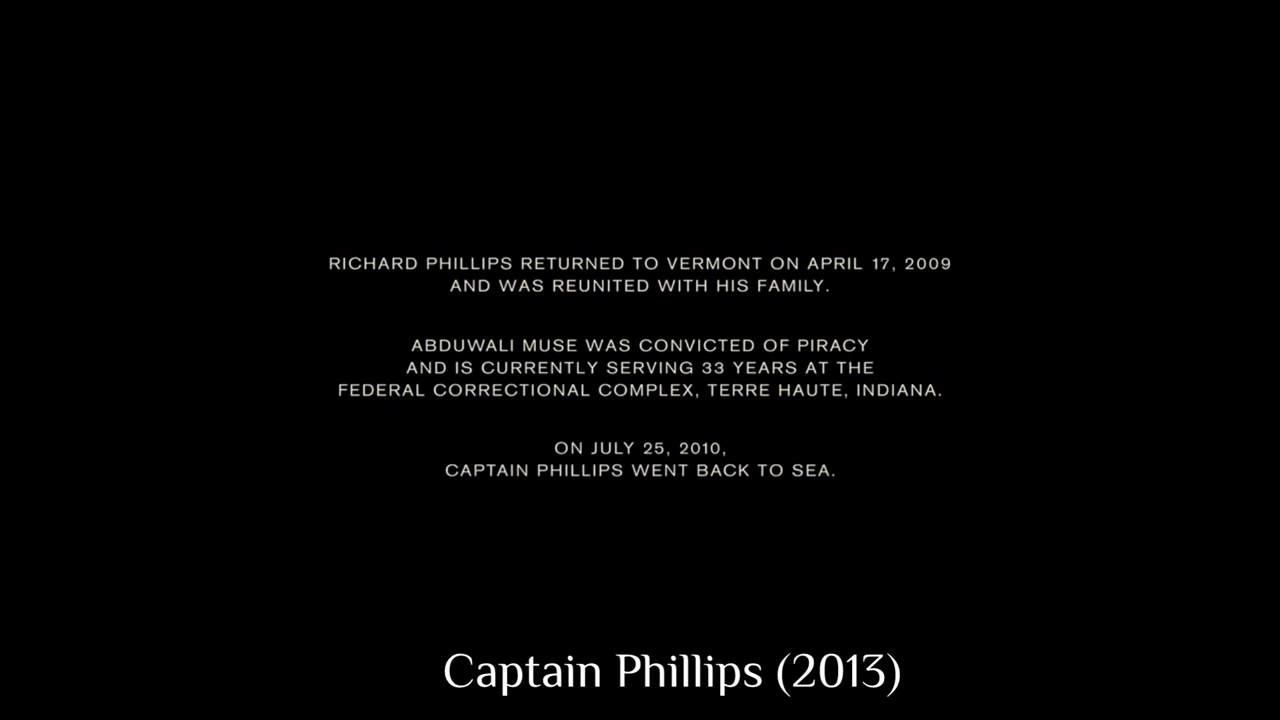 RICHARD PHILLIPS RETURNED TO VERMONT ON APRIL 17, 2009
AND WAS REUNITED WITH HIS FAMILY.
ABDUWALI MUSE WAS CONVICTED OF PIRACY
AND IS CURRENTLY SERVING 33 YEARS AT THE
FEDERAL CORRECTIONAL COMPLEX, TERRE HAUTE, INDIANA.
ON JULY 25, 2010,
CAPTAIN PHILLIPS WENT BACK TO SEA.
Captain Phillips (2013)